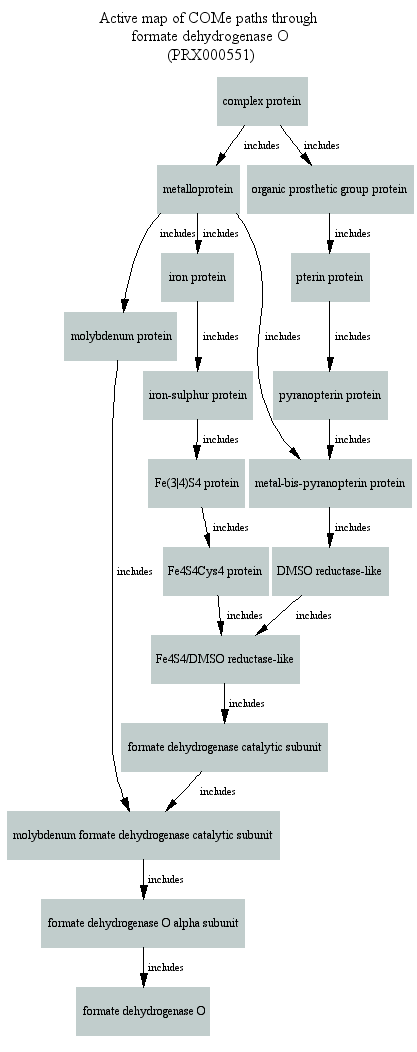 Active map of COMe paths through
formate dehydrogenase O
(PRX000551)
complex protein
includes
includes
metalloprotein
organic prosthetic group protein
includes
includes
includes
iron protein
pterin protein
molybdenum protein
includes
includes
includes
iron-sulphur protein
pyranopterin protein
includes
includes
Fe(3|4)S4 protein
metal-bis-pyranopterin protein
includes
includes
Fe4S4Cys4 protein
DMSO reductase-like
includes
includes
includes
Fe4S4/DMSO reductase-like
includes
formate dehydrogenase catalytic subunit
includes
molybdenum formate dehydrogenase catalytic subunit
includes
formate dehydrogenase O alpha subunit
includes
formate dehydrogenase O